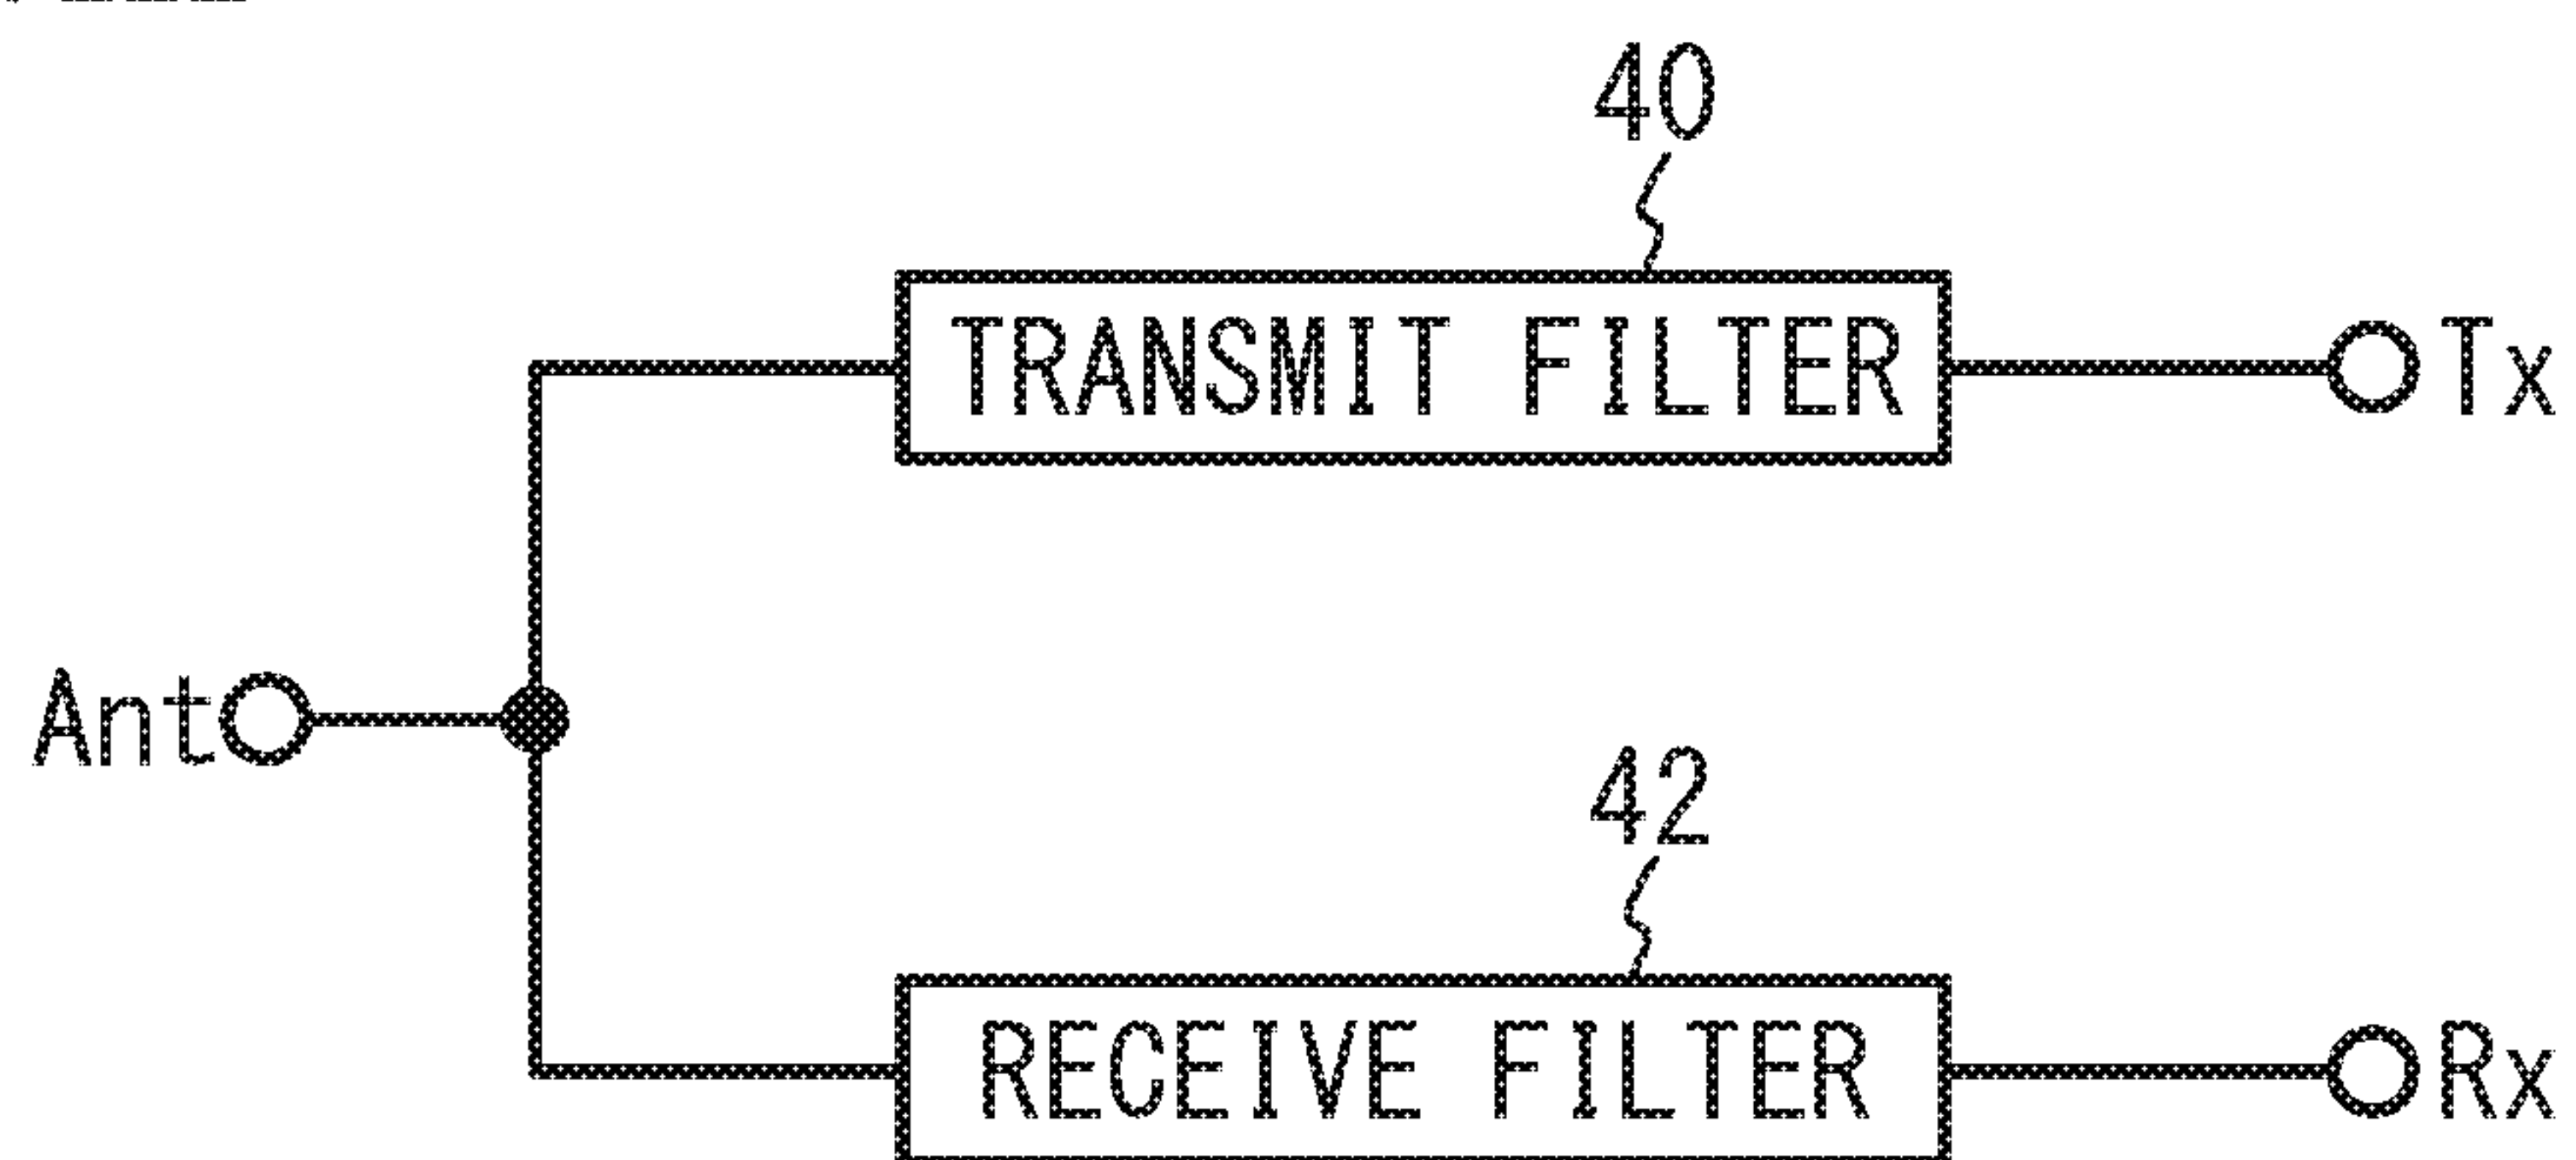 40
TRANSMIT FILTER
Tx
Ant
42
RECEIVE FILTER
Rx